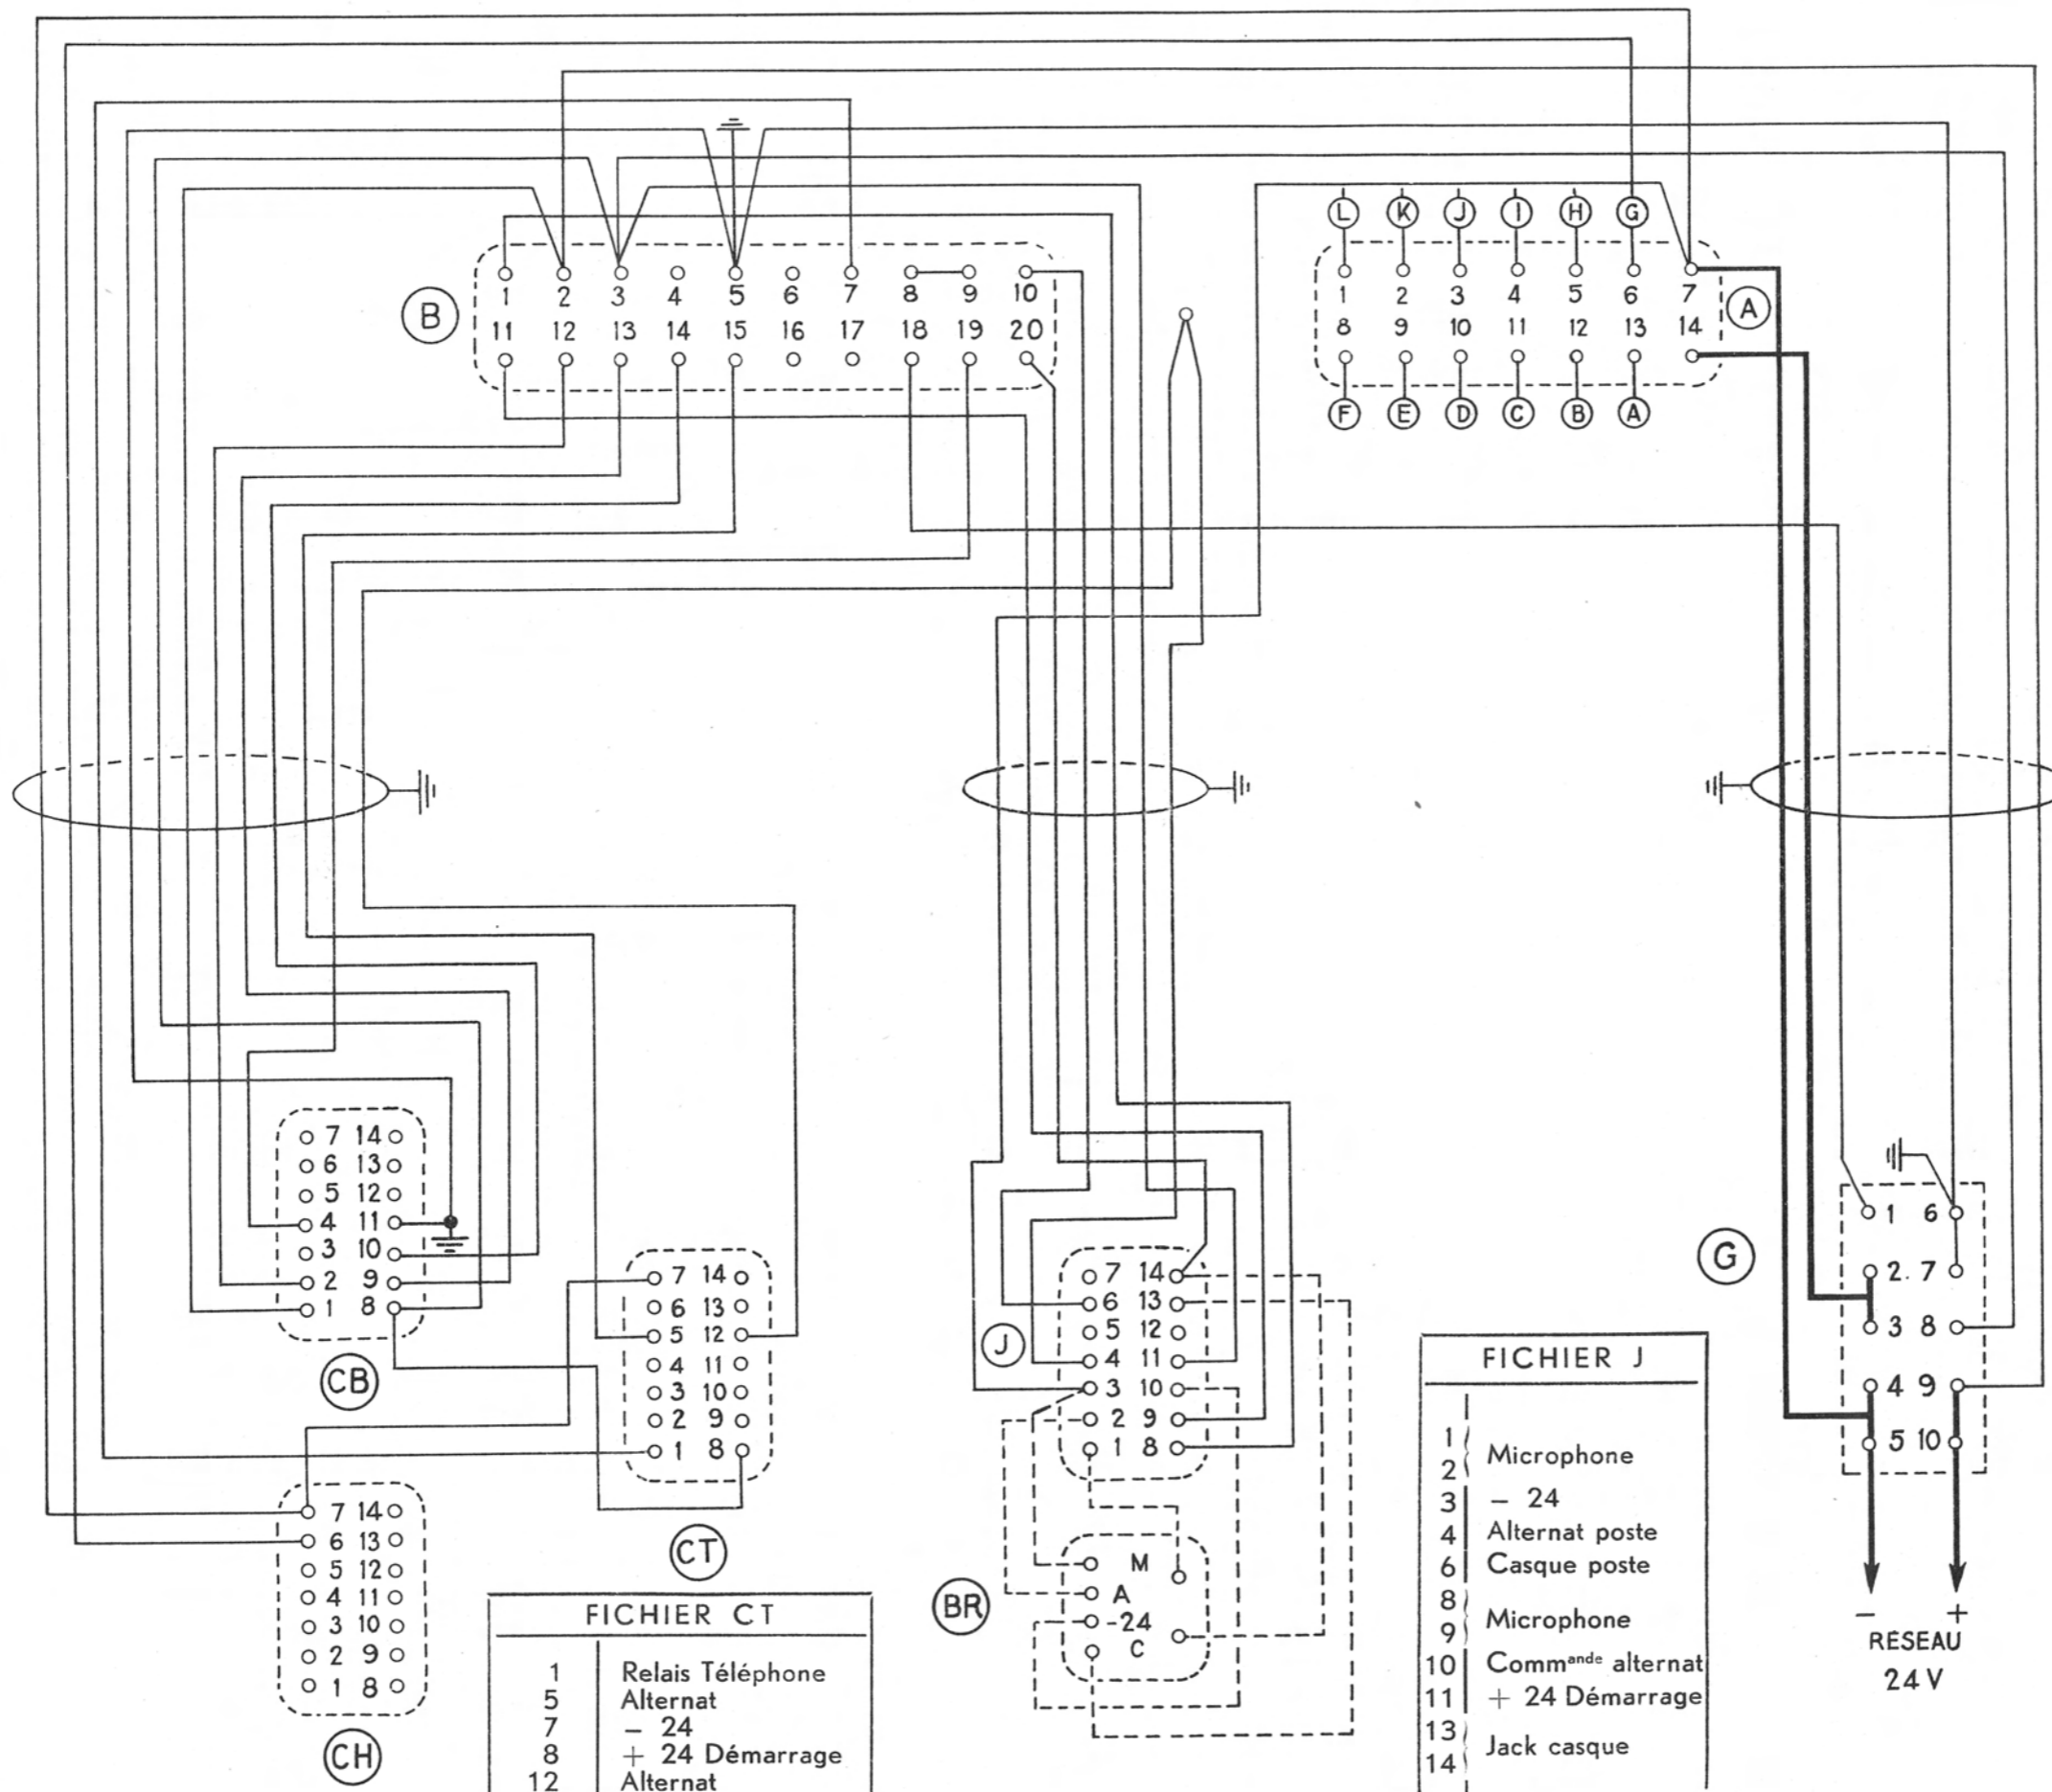 L K J I H G
1 2 3 4 5 6 7 8 9 10
11 12 13 14 15 16 17 18 19 20
B
1 2 3 4 5 6 7
8 9 10 11 12 13 14
A
F E D C B A
7 14
6 13
5 12
4 11
3 10
2 9
1 8
CB
7 14
6 13
5 12
4 11
3 10
2 9
1 8
CT
7 14
6 13
5 12
4 11
3 10
2 9
1 8
CH
J
7 14
6 13
5 12
4 11
3 10
2 9
1 8
BR
M
A
-24
C
G
1 6
2. 7
3 8
4 9
5 10
- +
RÉSEAU
24 V
FICHIER CT
1 Relais Téléphone
5 Alternat
7 - 24
8 + 24 Démarrage
12 Alternat
FICHIER J
1
2 Microphone
3 - 24
4 Alternat poste
6 Casque poste
8
9 Microphone
10 Commande alternat
11 + 24 Démarrage
13
14 Jack casque